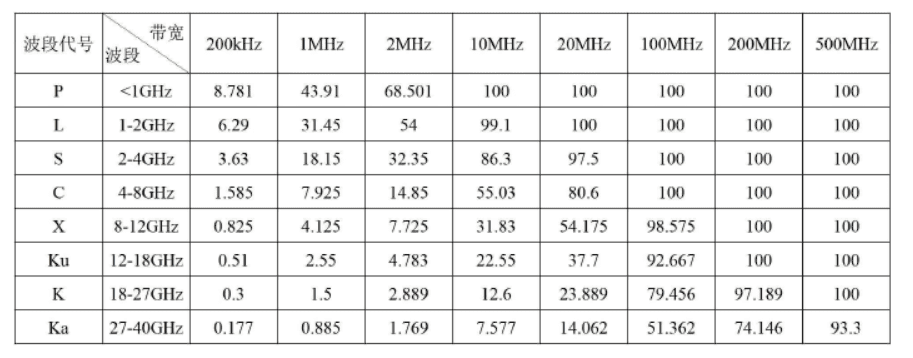 波段代号 带宽 波段 200kHz 1MHz 2MHz 10MHz 20MHz 100MHz 200MHz 500MHz
P <1GHz 8.781 43.91 68.501 100 100 100 100 100
L 1-2GHz 6.29 31.45 54 99.1 100 100 100 100
S 2-4GHz 3.63 18.15 32.35 86.3 97.5 100 100 100
C 4-8GHz 1.585 7.925 14.85 55.03 80.6 100 100 100
X 8-12GHz 0.825 4.125 7.725 31.83 54.175 98.575 100 100
Ku 12-18GHz 0.51 2.55 4.783 22.55 37.7 92.667 100 100
K 18-27GHz 0.3 1.5 2.889 12.6 23.889 79.456 97.189 100
Ka 27-40GHz 0.177 0.885 1.769 7.577 14.062 51.362 74.146 93.3